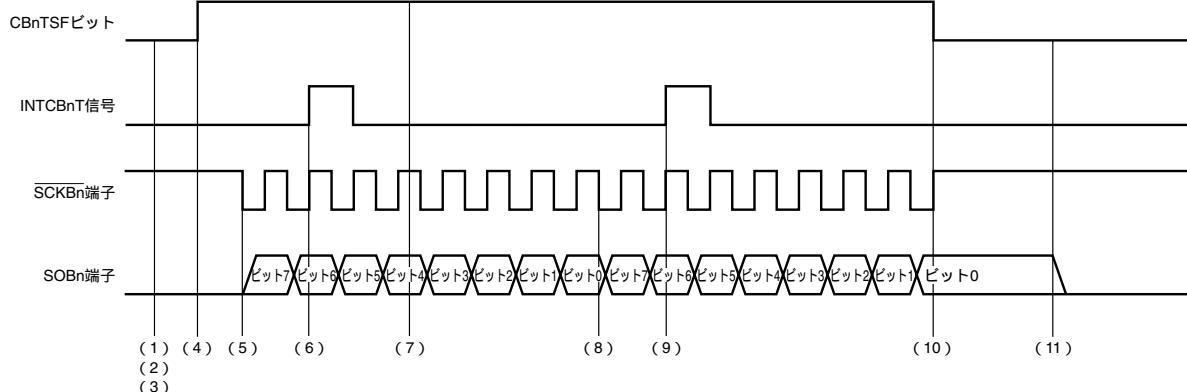 CBnTSFビット
INTCBnT信号
SCKBn端子
SOBn端子
ビット7 ビット6 ビット5 ビット4 ビット3 ビット2 ビット1 ビット0 ビット7 ビット6 ビット5 ビット4 ビット3 ビット2 ビット1 ビット0
(1) (4) (5) (6) (7) (8) (9) (10) (11)
(2)
(3)